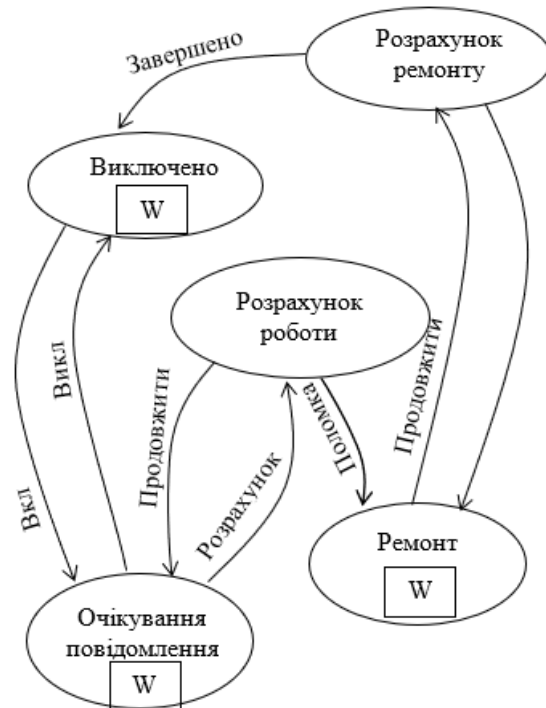 Розрахунок
ремонту
Завершено
Виключено
W
Розрахунок
роботи
Продовжити
Викл
Вкл
Продовжити
Розрахунок
Поломка
Ремонт
W
Очікування
повідомлення
W